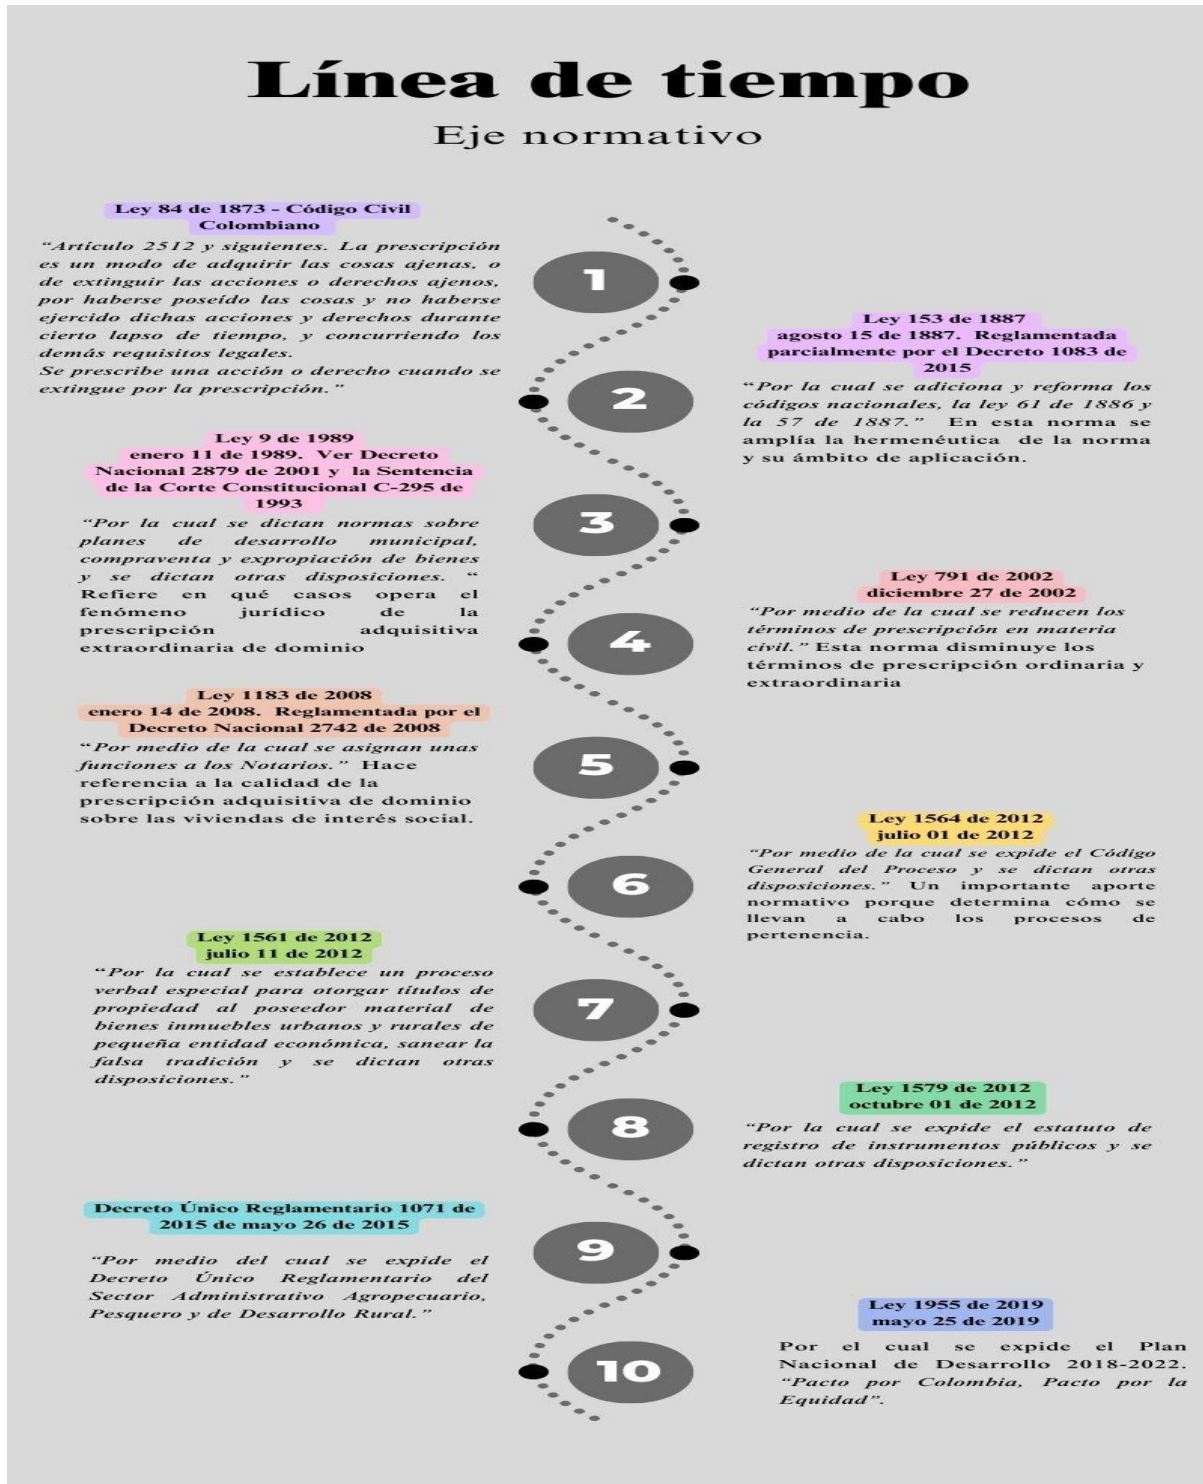 Línea de tiempo
Eje normativo
Ley 84 de 1873 - Código Civil
Colombiano
“Artículo 2512 y siguientes. La prescripción
es un modo de adquirir las cosas ajenas, o
de extinguir las acciones o derechos ajenos,
por haberse poseído las cosas y no haberse
ejercido dichas acciones y derechos durante
cierto lapso de tiempo, y concurriendo los
demás requisitos legales.
Se prescribe una acción o derecho cuando se
extingue por la prescripción.”
1
Ley 153 de 1887
agosto 15 de 1887. Reglamentada
parcialmente por el Decreto 1083 de
2015
“Por la cual se adiciona y reforma los
códigos nacionales, la ley 61 de 1886 y
la 57 de 1887.” En esta norma se
amplía la hermenéutica de la norma
y su ámbito de aplicación.
2
Ley 9 de 1989
enero 11 de 1989. Ver Decreto
Nacional 2879 de 2001 y la Sentencia
de la Corte Constitucional C-295 de
1993
“Por la cual se dictan normas sobre
planes de desarrollo municipal,
compraventa y expropiación de bienes
y se dictan otras disposiciones. “
Refiere en qué casos opera el
fenómeno jurídico de la
prescripción adquisitiva
extraordinaria de dominio
3
Ley 791 de 2002
diciembre 27 de 2002
“Por medio de la cual se reducen los
términos de prescripción en materia
civil.” Esta norma disminuye los
términos de prescripción ordinaria y
extraordinaria
4
Ley 1183 de 2008
enero 14 de 2008. Reglamentada por el
Decreto Nacional 2742 de 2008
“Por medio de la cual se asignan unas
funciones a los Notarios.” Hace
referencia a la calidad de la
prescripción adquisitiva de dominio
sobre las viviendas de interés social.
5
Ley 1564 de 2012
julio 01 de 2012
“Por medio de la cual se expide el Código
General del Proceso y se dictan otras
disposiciones.” Un importante aporte
normativo porque determina cómo se
llevan a cabo los procesos de
pertenencia.
6
Ley 1561 de 2012
julio 11 de 2012
“Por la cual se establece un proceso
verbal especial para otorgar títulos de
propiedad al poseedor material de
bienes inmuebles urbanos y rurales de
pequeña entidad económica, sanear la
falsa tradición y se dictan otras
disposiciones.”
7
Ley 1579 de 2012
octubre 01 de 2012
“Por la cual se expide el estatuto de
registro de instrumentos públicos y se
dictan otras disposiciones.”
8
Decreto Único Reglamentario 1071 de
2015 de mayo 26 de 2015
“Por medio del cual se expide el
Decreto Único Reglamentario del
Sector Administrativo Agropecuario,
Pesquero y de Desarrollo Rural.”
9
Ley 1955 de 2019
mayo 25 de 2019
Por el cual se expide el Plan
Nacional de Desarrollo 2018-2022.
“Pacto por Colombia, Pacto por la
Equidad”.
10